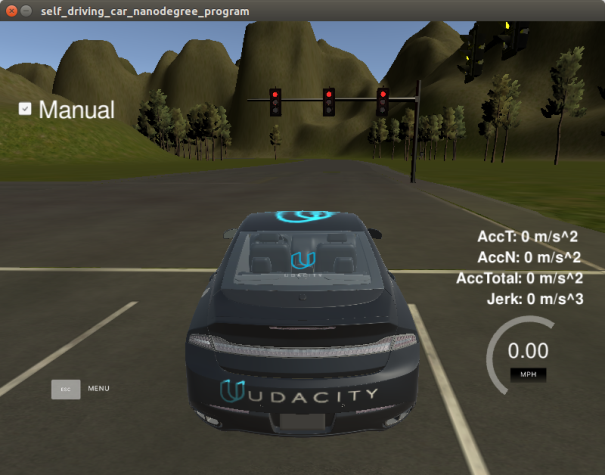 self_driving_car_nanodegree_program
Manual
AccT: 0 m/s^2
AccN: 0 m/s^2
AccTotal: 0 m/s^2
Jerk: 0 m/s^3
0.00
MPH
ESC
MENU
UDACITY